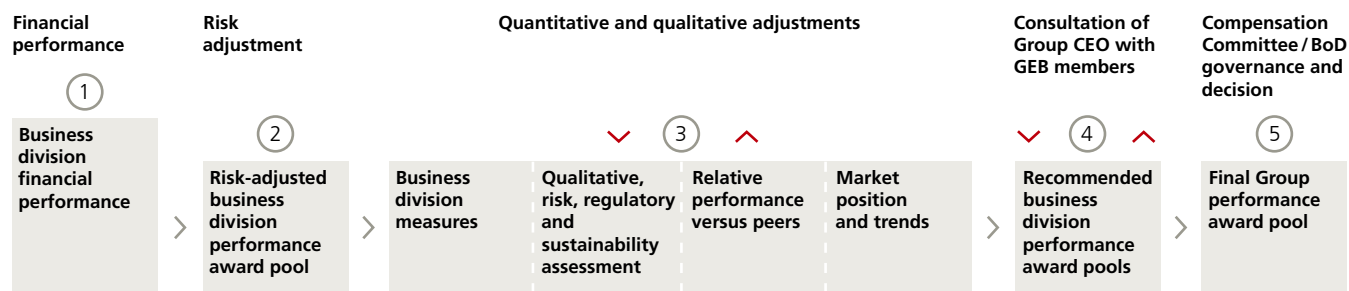 Financial
performance
1
Business
division
financial
performance
Risk
adjustment
2
Risk-adjusted
business
division
performance
award pool
Quantitative and qualitative adjustments
3
Business
division
measures
Qualitative,
risk, regulatory
and
sustainability
assessment
Relative
performance
versus peers
Market
position
and trends
Consultation of
Group CEO with
GEB members
4
Recommended
business
division
performance
award pools
Compensation
Committee / BoD
governance and
decision
5
Final Group
performance
award pool